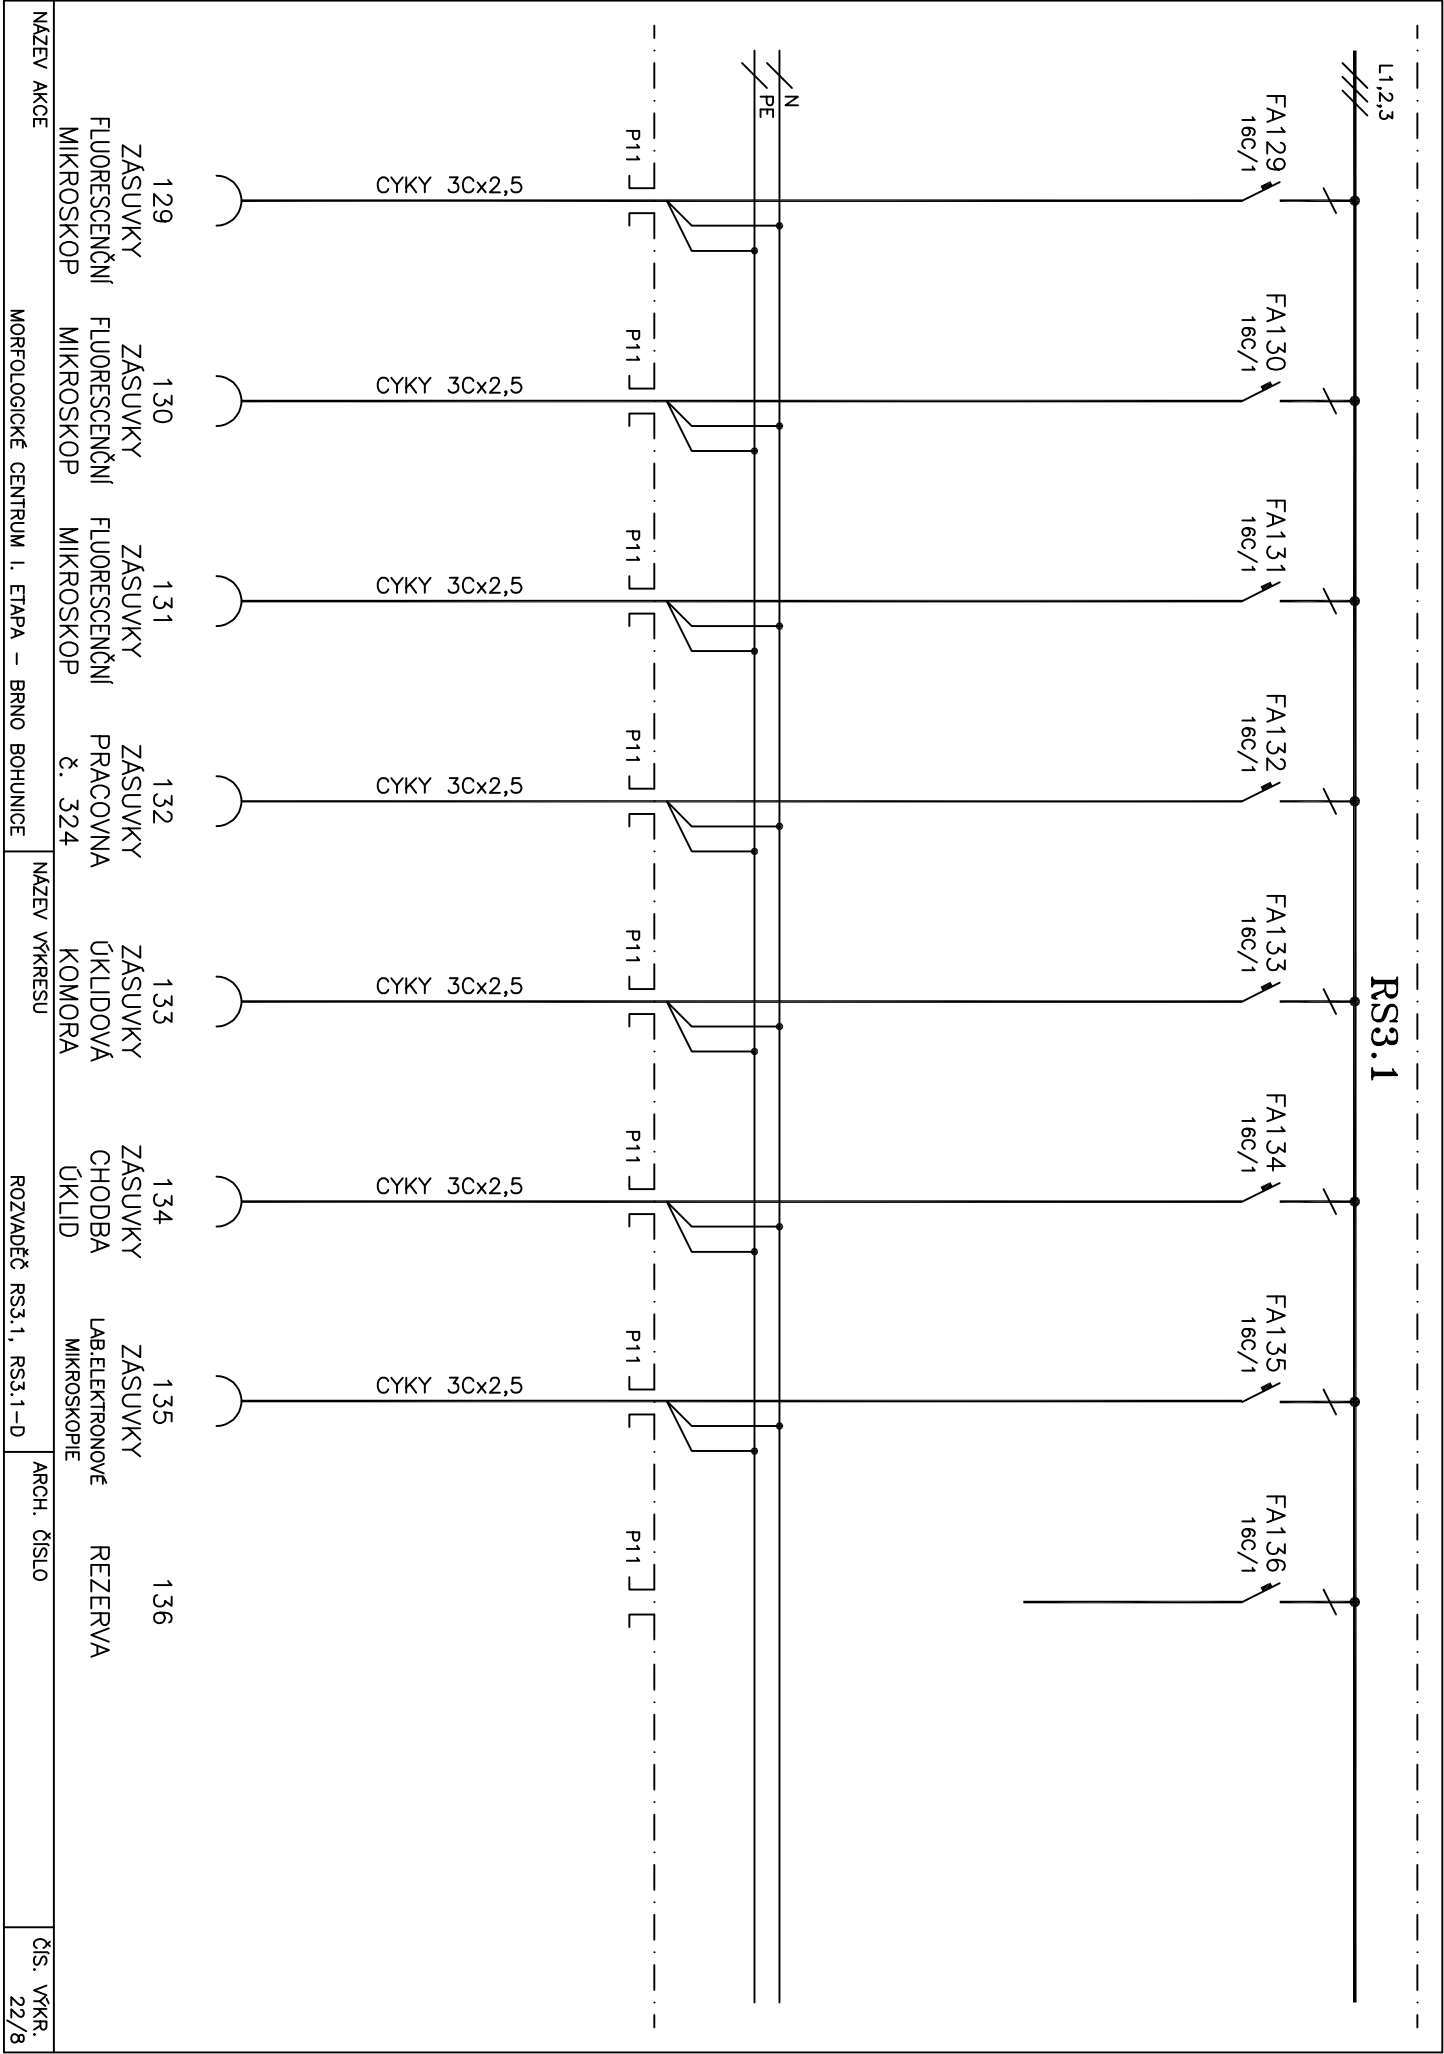 RS3.1
L1,2,3
FA129
16C/1
FA130
16C/1
FA131
16C/1
FA132
16C/1
FA133
16C/1
FA134
16C/1
FA135
16C/1
FA136
16C/1
N
PE
P11
P11
P11
P11
P11
P11
P11
P11
CYKY 3Cx2,5
CYKY 3Cx2,5
CYKY 3Cx2,5
CYKY 3Cx2,5
CYKY 3Cx2,5
CYKY 3Cx2,5
CYKY 3Cx2,5
129
ZÁSUVKY
FLUORESCENČNÍ
MIKROSKOP
130
ZÁSUVKY
FLUORESCENČNÍ
MIKROSKOP
131
ZÁSUVKY
FLUORESCENČNÍ
MIKROSKOP
132
ZÁSUVKY
PRACOVNA
č. 324
133
ZÁSUVKY
ÚKLIDOVÁ
KOMORA
134
ZÁSUVKY
CHODBA
ÚKLID
135
ZÁSUVKY
LAB.ELEKTRONOVÉ
MIKROSKOPIE
136
REZERVA
NÁZEV AKCE
MORFOLOGICKÉ CENTRUM I. ETAPA – BRNO BOHUNICE
NÁZEV VÝKRESU
ROZVADĚČ RS3.1, RS3.1–D
ARCH. ČÍSLO
ČÍS. VÝKR.
22/8